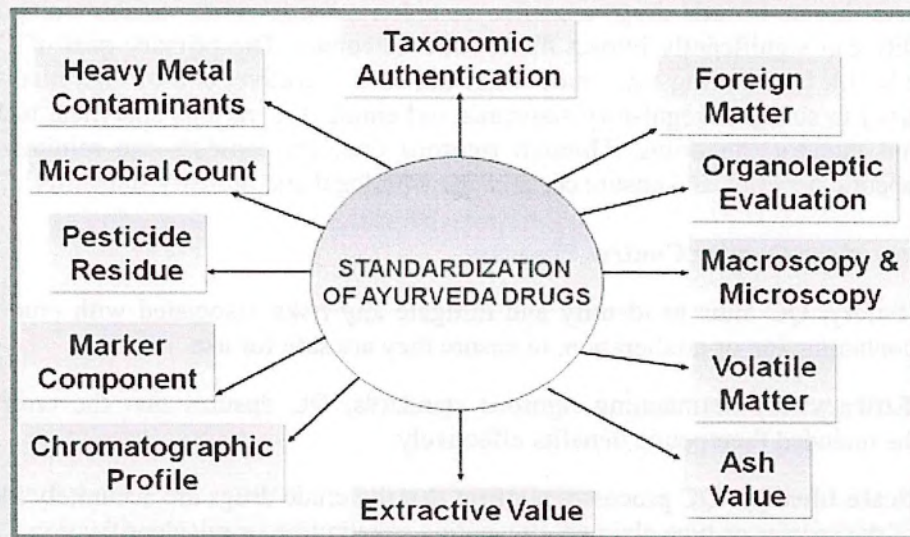 Taxonomic
Authentication
Heavy Metal
Contaminants
Foreign
Matter
Microbial Count
Organoleptic
Evaluation
Pesticide
Residue
STANDARDIZATION
OF AYURVEDA DRUGS
Macroscopy &
Microscopy
Marker
Component
Volatile
Matter
Chromatographic
Profile
Extractive Value
Ash
Value